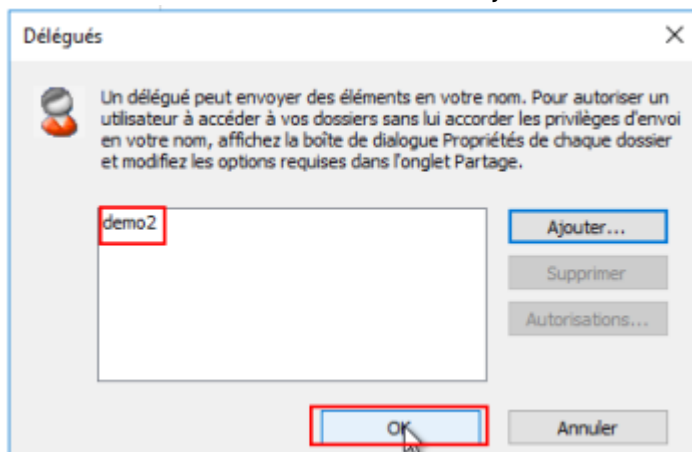 Délégués
Un délégué peut envoyer des éléments en votre nom. Pour autoriser un
utilisateur à accéder à vos dossiers sans lui accorder les privilèges d'envoi
en votre nom, affichez la boîte de dialogue Propriétés de chaque dossier
et modifiez les options requises dans l'onglet Partage.
demo2
Ajouter...
Supprimer
Autorisations...
OK
Annuler